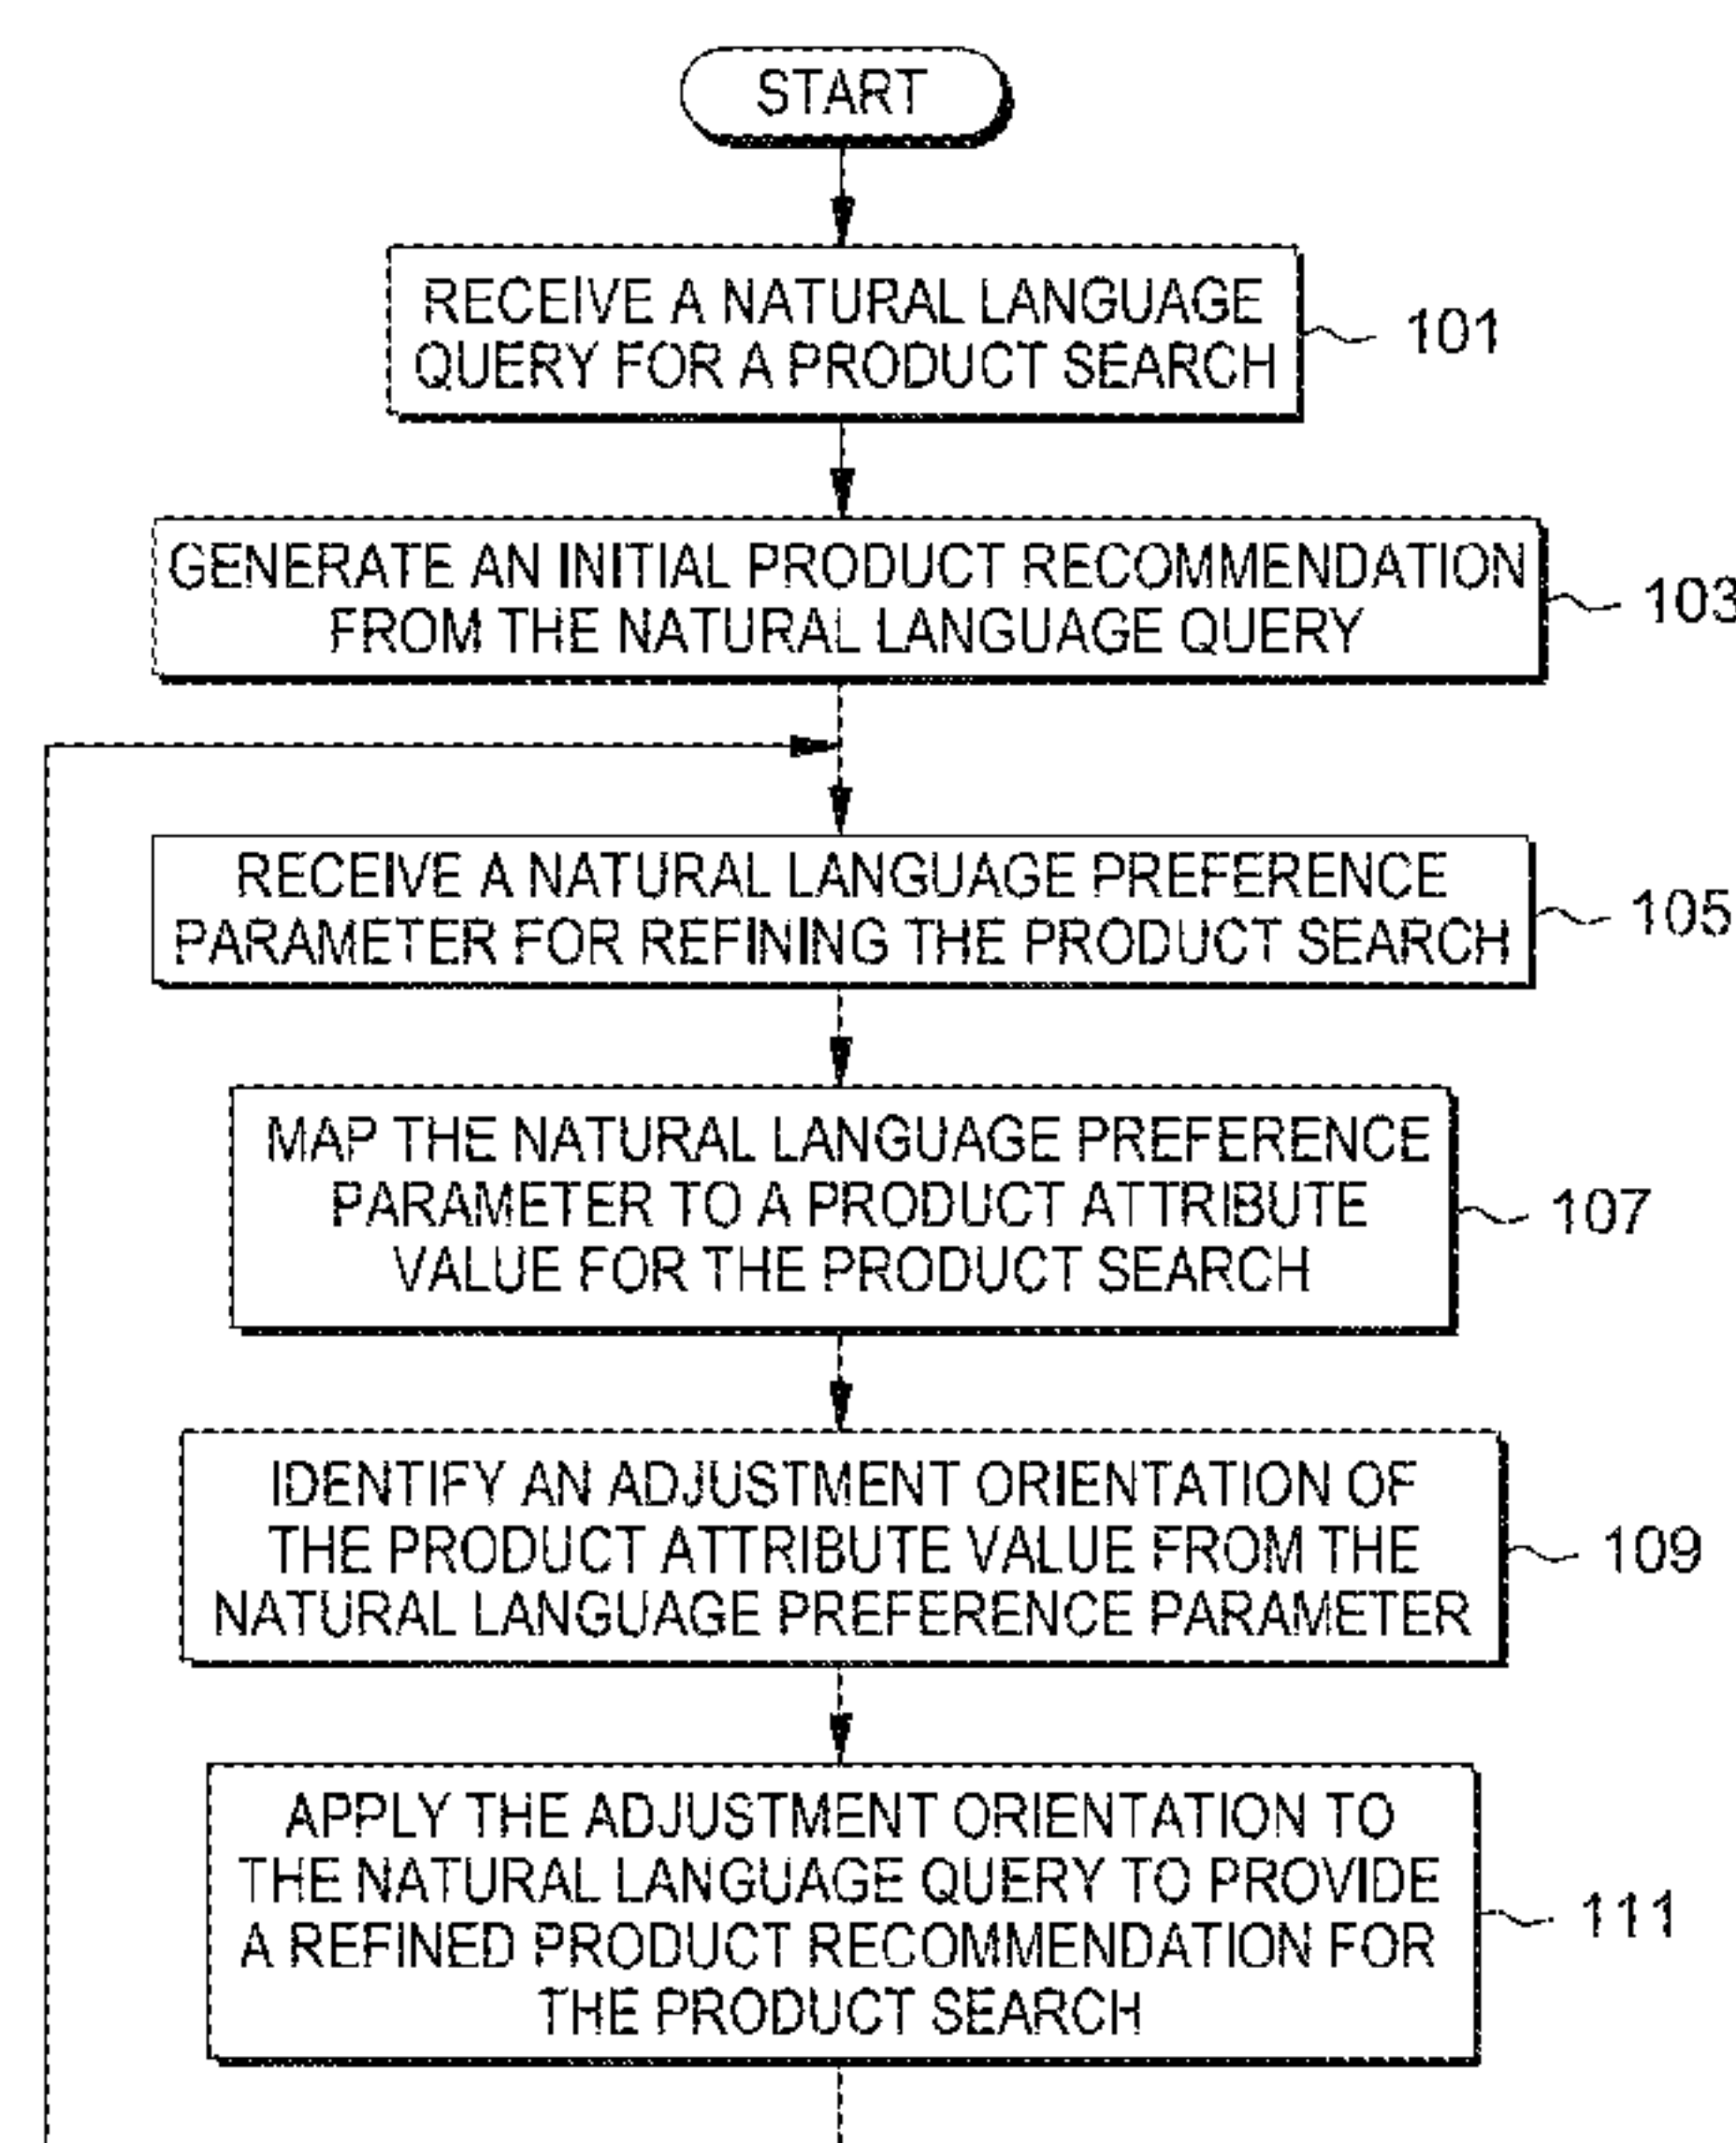 START
RECEIVE A NATURAL LANGUAGE
QUERY FOR A PRODUCT SEARCH
101
GENERATE AN INITIAL PRODUCT RECOMMENDATION
FROM THE NATURAL LANGUAGE QUERY
103
RECEIVE A NATURAL LANGUAGE PREFERENCE
PARAMETER FOR REFINING THE PRODUCT SEARCH
105
MAP THE NATURAL LANGUAGE PREFERENCE
PARAMETER TO A PRODUCT ATTRIBUTE
VALUE FOR THE PRODUCT SEARCH
107
IDENTIFY AN ADJUSTMENT ORIENTATION OF
THE PRODUCT ATTRIBUTE VALUE FROM THE
NATURAL LANGUAGE PREFERENCE PARAMETER
109
APPLY THE ADJUSTMENT ORIENTATION TO
THE NATURAL LANGUAGE QUERY TO PROVIDE
A REFINED PRODUCT RECOMMENDATION FOR
THE PRODUCT SEARCH
111